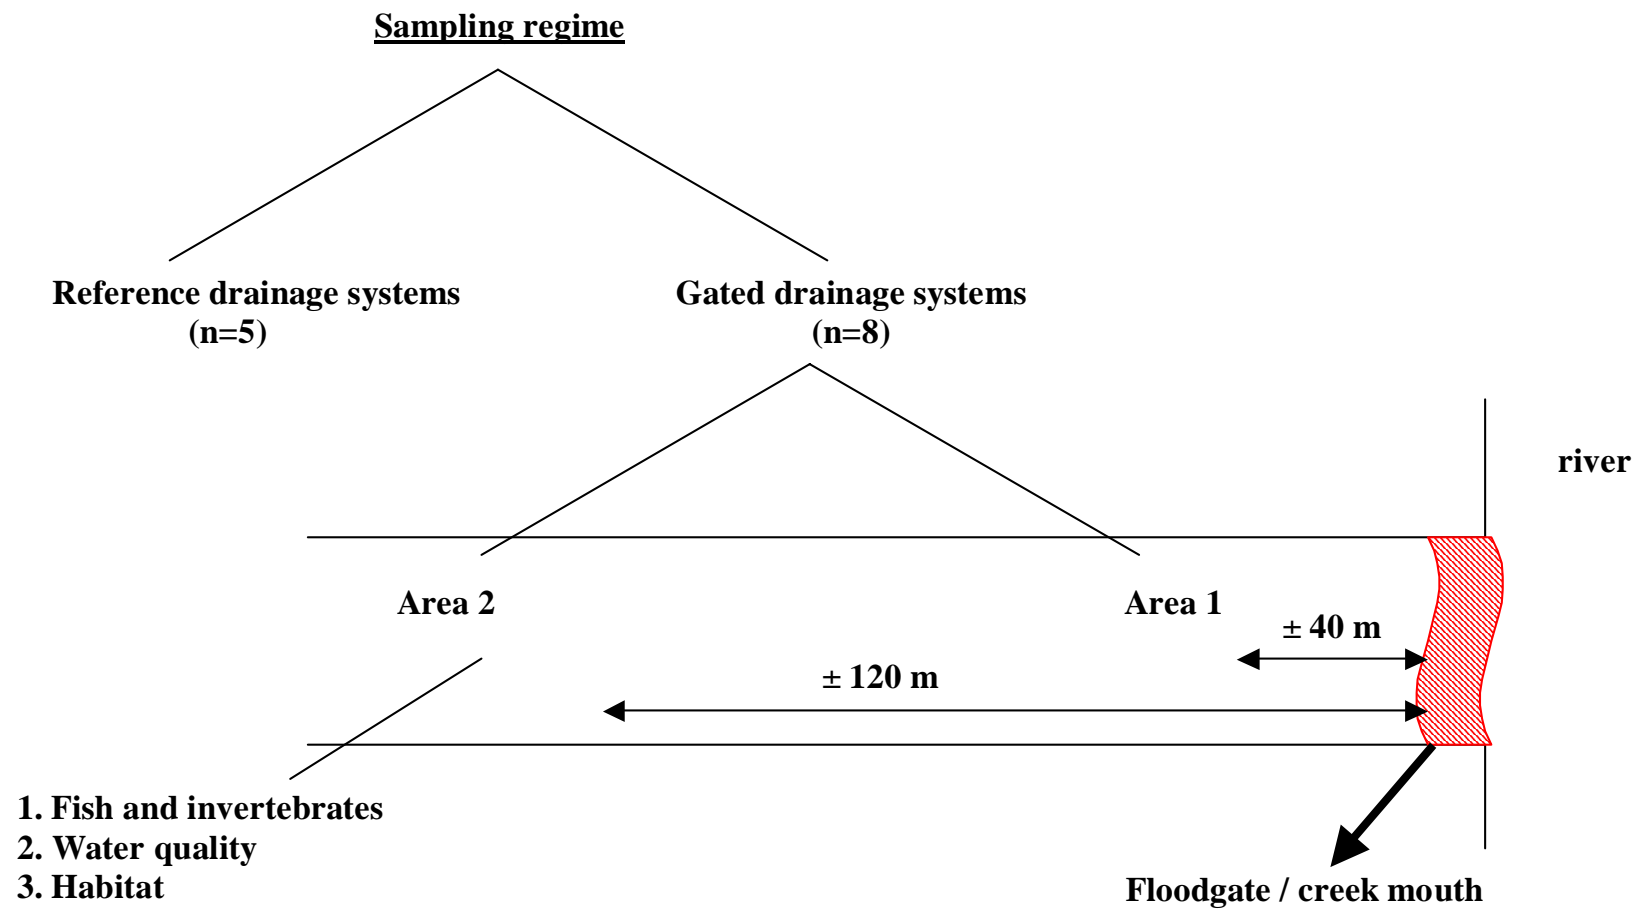 Sampling regime
Reference drainage systems
(n=5)
Gated drainage systems
(n=8)
river
Area 2
Area 1
± 40 m
± 120 m
1. Fish and invertebrates
2. Water quality
3. Habitat
Floodgate / creek mouth